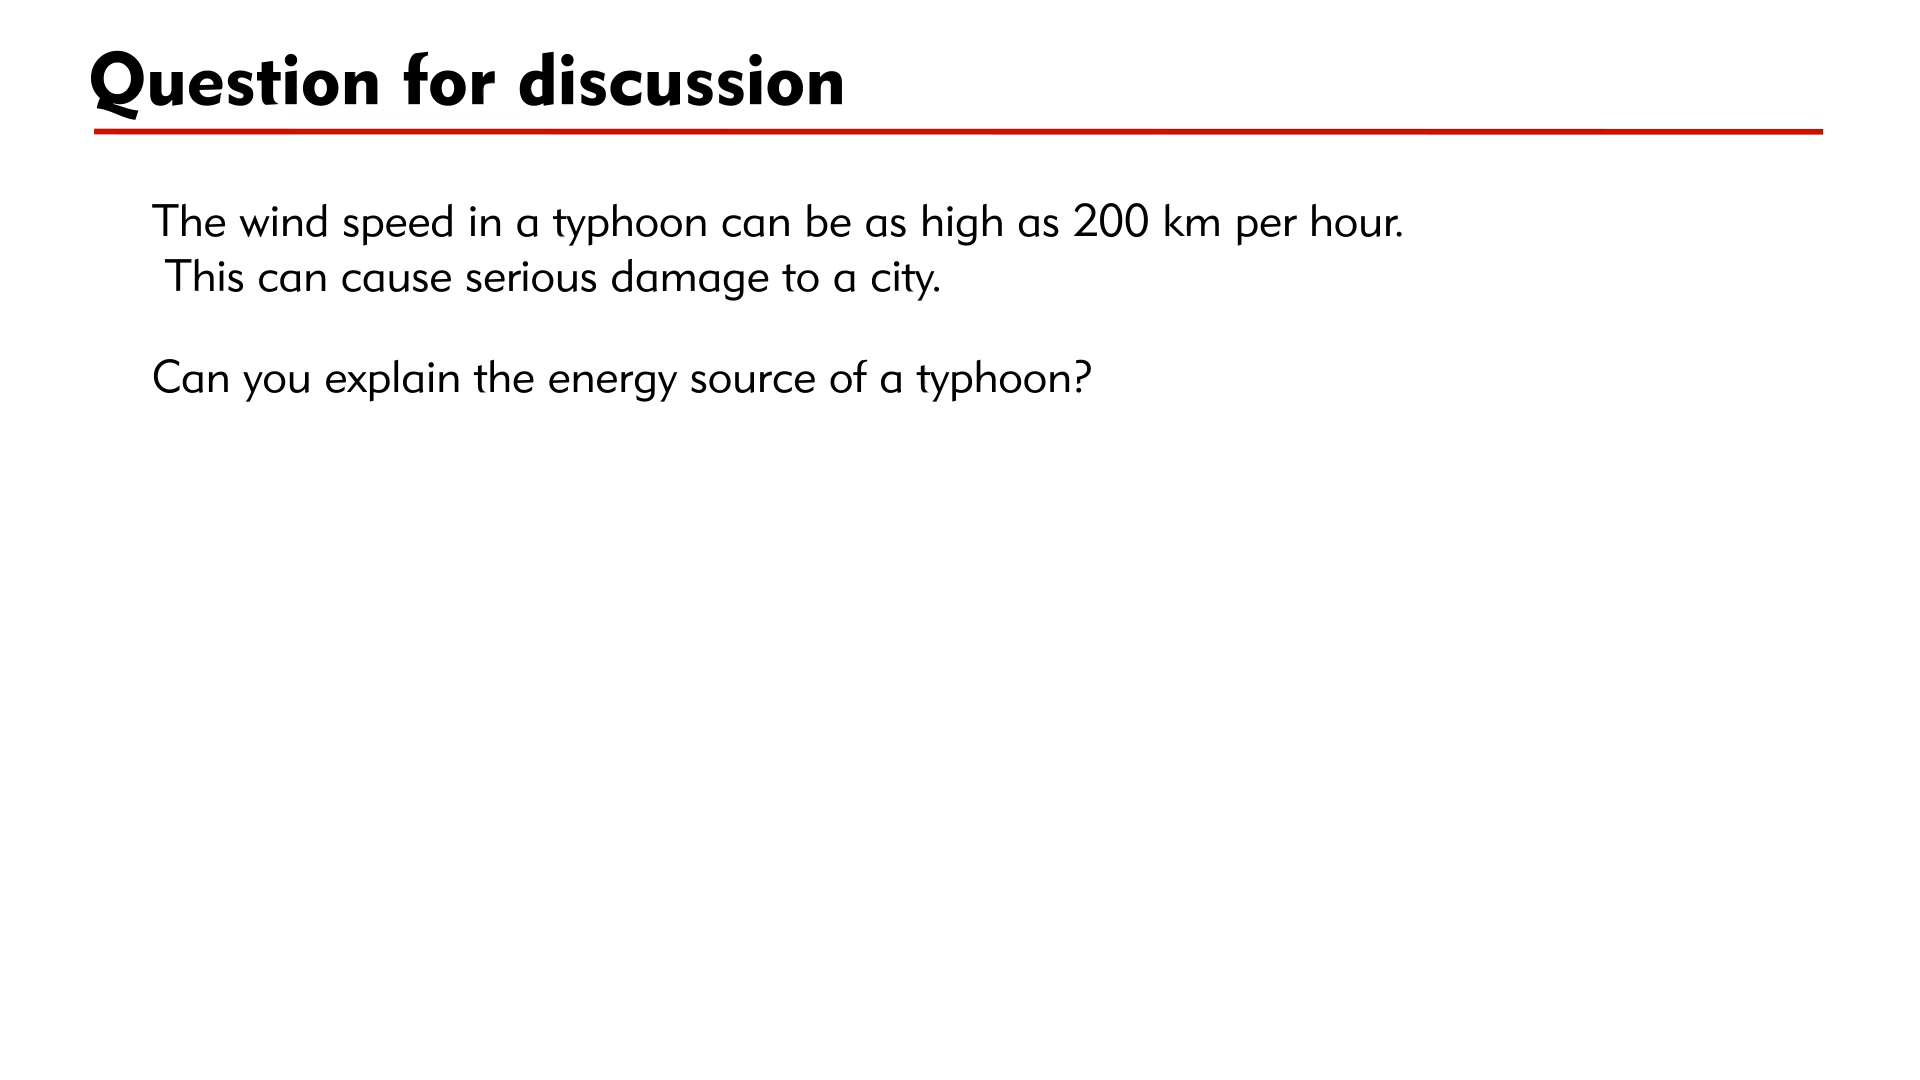 Question for discussion
The wind speed in a typhoon can be as high as 200 km per hour.
This can cause serious damage to a city.
Can you explain the energy source of a typhoon?